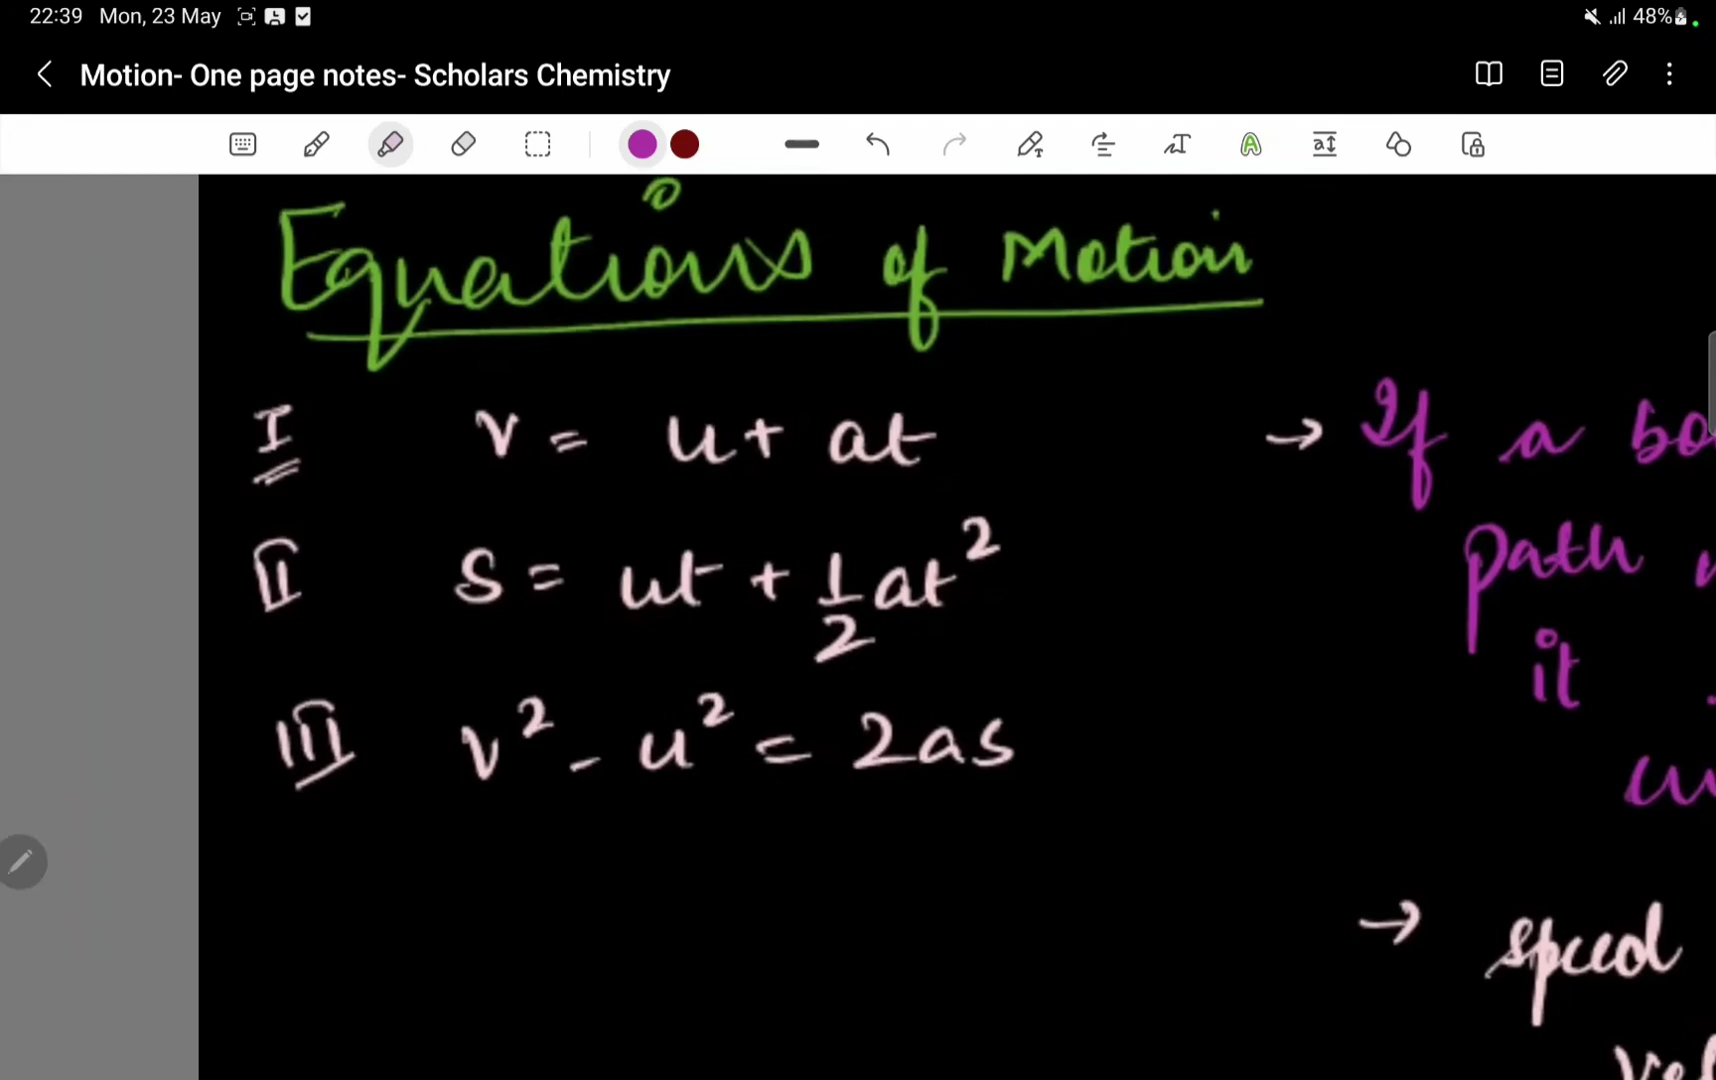 22:39 Mon, 23 May
48%
Motion- One page notes- Scholars Chemistry
Equations of Motion
I v = u + at
II s = ut + 1/2 at²
III v² - u² = 2as
→ If a bo
path
it
→ speed